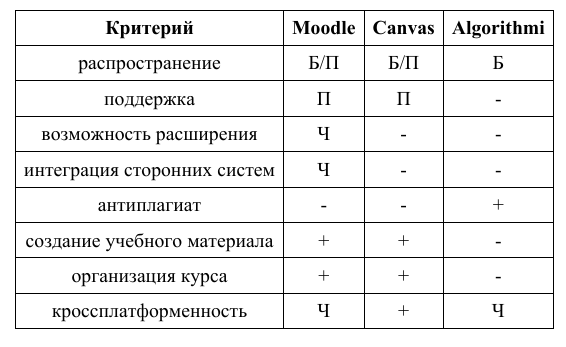 Критерий Moodle Canvas Algorithmi
распространение Б/П Б/П Б
поддержка П П -
возможность расширения Ч - -
интеграция сторонних систем Ч - -
антиплагиат - - +
создание учебного материала + + -
организация курса + + -
кроссплатформенность Ч + Ч